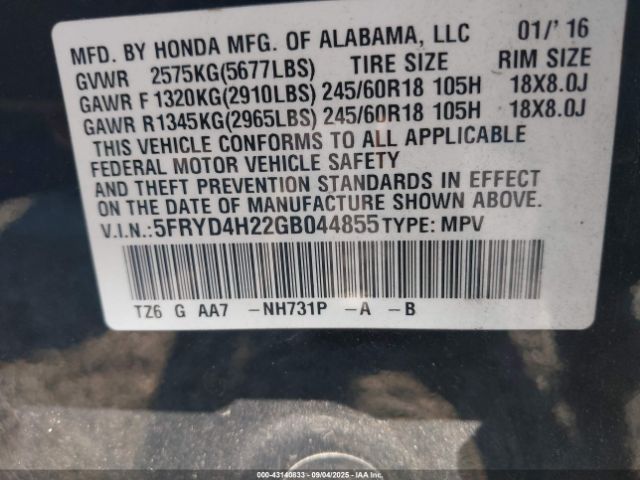 MFD. BY HONDA MFG. OF ALABAMA, LLC 01/' 16
GVWR 2575KG(5677LBS) TIRE SIZE RIM SIZE
GAWR F 1320KG(2910LBS) 245/60R18 105H 18X8.0J
GAWR R 1345KG(2965LBS) 245/60R18 105H 18X8.0J
THIS VEHICLE CONFORMS TO ALL APPLICABLE
FEDERAL MOTOR VEHICLE SAFETY
AND THEFT PREVENTION STANDARDS IN EFFECT
ON THE DATE OF MANUFACTURE SHOWN ABOVE.
V.I.N.:5FRYD4H22GB044855 TYPE: MPV
TZ6 G AA7 -NH731P -A -B
000-43140833 - 09/04/2025 - IAAI.COM